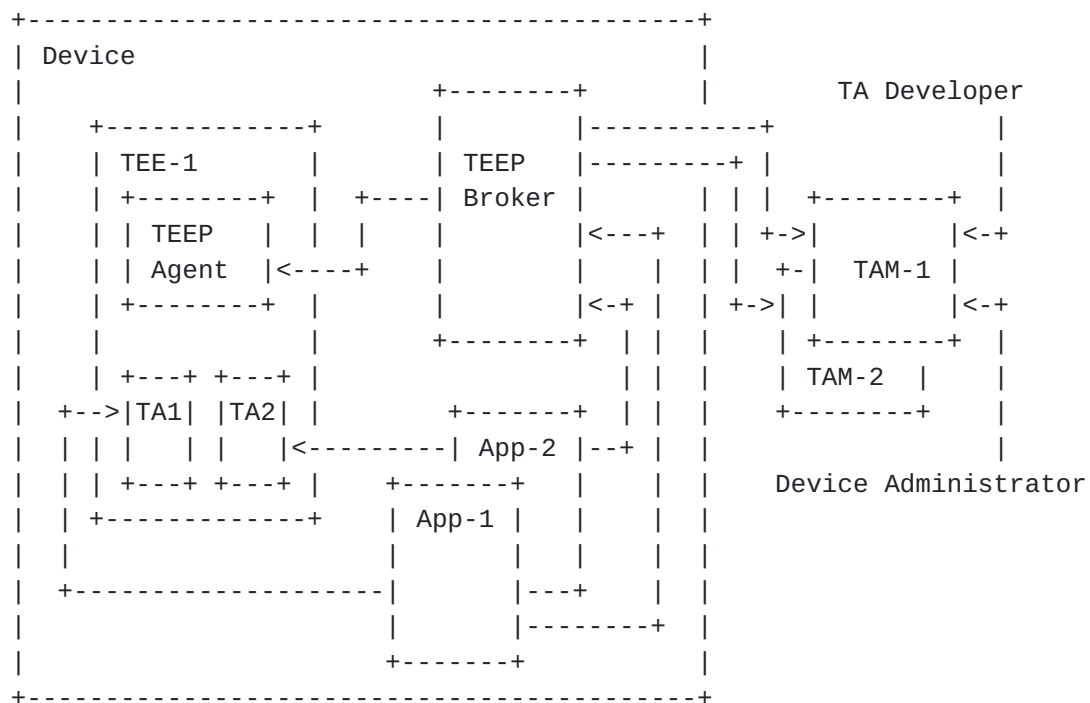 Device
TA Developer
TEE-1
TEEP
Broker
TEEP
Agent
TAM-1
TAM-2
TA1
TA2
App-2
Device Administrator
App-1